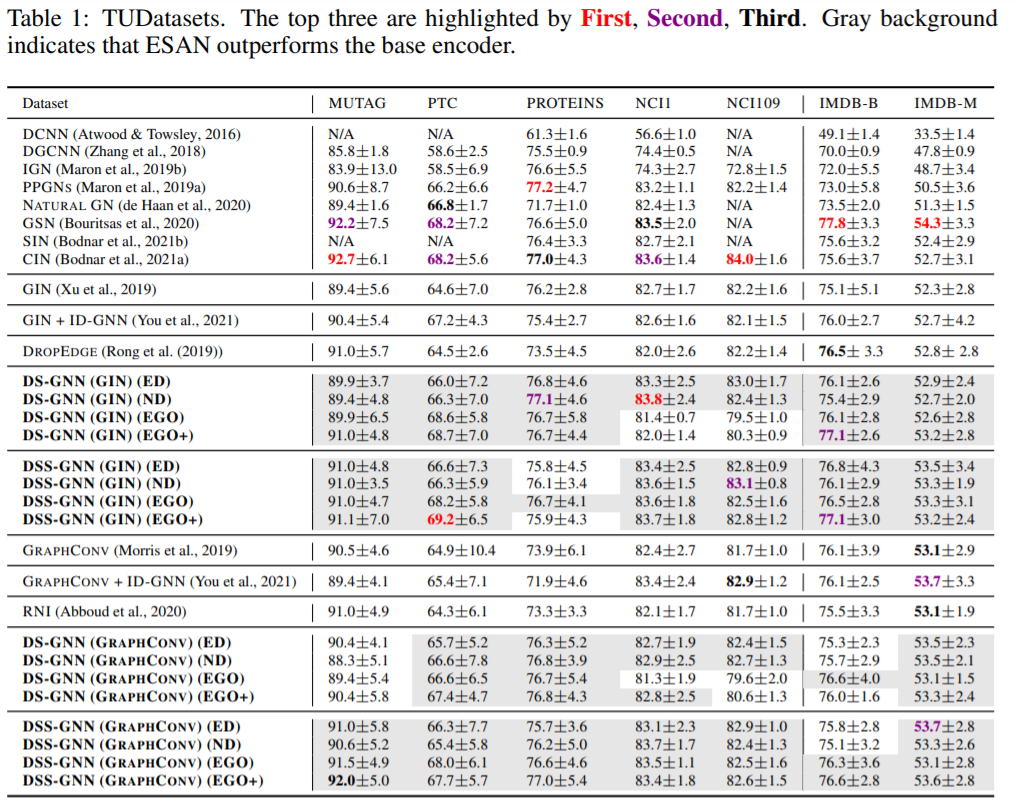 Table 1: TUDatasets. The top three are highlighted by First, Second, Third. Gray background
indicates that ESAN outperforms the base encoder.
Dataset MUTAG PTC PROTEINS NCI1 NCI109 IMDB-B IMDB-M
DCNN (Atwood & Towsley, 2016) N/A N/A 61.3±1.6 56.6±1.0 N/A 49.1±1.4 33.5±1.4
DGCNN (Zhang et al., 2018) 85.8±1.8 58.6±2.5 75.5±0.9 74.4±0.5 N/A 70.0±0.9 47.8±0.9
IGN (Maron et al., 2019b) 83.9±13.0 58.5±6.9 76.6±5.5 74.3±2.7 72.8±1.5 72.0±5.5 48.7±3.4
PPGNs (Maron et al., 2019a) 90.6±8.7 66.2±6.6 77.2±4.7 83.2±1.1 82.2±1.4 73.0±5.8 50.5±3.6
NATURAL GN (de Haan et al., 2020) 89.4±1.6 66.8±1.7 71.7±1.0 82.4±1.3 N/A 73.5±2.0 51.3±1.5
GSN (Bouritsas et al., 2020) 92.2±7.5 68.2±7.2 76.6±5.0 83.5±2.0 N/A 77.8±3.3 54.3±3.3
SIN (Bodnar et al., 2021b) N/A N/A 76.4±3.3 82.7±2.1 N/A 75.6±3.2 52.4±2.9
CIN (Bodnar et al., 2021a) 92.7±6.1 68.2±5.6 77.0±4.3 83.6±1.4 84.0±1.6 75.6±3.7 52.7±3.1
GIN (Xu et al., 2019) 89.4±5.6 64.6±7.0 76.2±2.8 82.7±1.7 82.2±1.6 75.1±5.1 52.3±2.8
GIN + ID-GNN (You et al., 2021) 90.4±5.4 67.2±4.3 75.4±2.7 82.6±1.6 82.1±1.5 76.0±2.7 52.7±4.2
DROPEDGE (Rong et al. (2019)) 91.0±5.7 64.5±2.6 73.5±4.5 82.0±2.6 82.2±1.4 76.5± 3.3 52.8± 2.8
DS-GNN (GIN) (ED) 89.9±3.7 66.0±7.2 76.8±4.6 83.3±2.5 83.0±1.7 76.1±2.6 52.9±2.4
DS-GNN (GIN) (ND) 89.4±4.8 66.3±7.0 77.1±4.6 83.8±2.4 82.4±1.3 75.4±2.9 52.7±2.0
DS-GNN (GIN) (EGO) 89.9±6.5 68.6±5.8 76.7±5.8 81.4±0.7 79.5±1.0 76.1±2.8 52.6±2.8
DS-GNN (GIN) (EGO+) 91.0±4.8 68.7±7.0 76.7±4.4 82.0±1.4 80.3±0.9 77.1±2.6 53.2±2.8
DSS-GNN (GIN) (ED) 91.0±4.8 66.6±7.3 75.8±4.5 83.4±2.5 82.8±0.9 76.8±4.3 53.5±3.4
DSS-GNN (GIN) (ND) 91.0±3.5 66.3±5.9 76.1±3.4 83.6±1.5 83.1±0.8 76.1±2.9 53.3±1.9
DSS-GNN (GIN) (EGO) 91.0±4.7 68.2±5.8 76.7±4.1 83.6±1.8 82.5±1.6 76.5±2.8 53.3±3.1
DSS-GNN (GIN) (EGO+) 91.1±7.0 69.2±6.5 75.9±4.3 83.7±1.8 82.8±1.2 77.1±3.0 53.2±2.4
GRAPHCONV (Morris et al., 2019) 90.5±4.6 64.9±10.4 73.9±6.1 82.4±2.7 81.7±1.0 76.1±3.9 53.1±2.9
GRAPHCONV + ID-GNN (You et al., 2021) 89.4±4.1 65.4±7.1 71.9±4.6 83.4±2.4 82.9±1.2 76.1±2.5 53.7±3.3
RNI (Abboud et al., 2020) 91.0±4.9 64.3±6.1 73.3±3.3 82.1±1.7 81.7±1.0 75.5±3.3 53.1±1.9
DS-GNN (GRAPHCONV) (ED) 90.4±4.1 65.7±5.2 76.3±5.2 82.7±1.9 82.4±1.5 75.3±2.3 53.5±2.3
DS-GNN (GRAPHCONV) (ND) 88.3±5.1 66.6±7.8 76.8±3.9 82.9±2.5 82.7±1.3 75.7±2.9 53.5±2.1
DS-GNN (GRAPHCONV) (EGO) 89.4±5.4 66.6±6.5 76.7±5.4 81.3±1.9 79.6±2.0 76.6±4.0 53.1±1.5
DS-GNN (GRAPHCONV) (EGO+) 90.4±5.8 67.4±4.7 76.8±4.3 82.8±2.5 80.6±1.3 76.0±1.6 53.3±2.4
DSS-GNN (GRAPHCONV) (ED) 91.0±5.8 66.3±7.7 75.7±3.6 83.1±2.3 82.9±1.0 75.8±2.8 53.7±2.8
DSS-GNN (GRAPHCONV) (ND) 90.6±5.2 65.4±5.8 76.2±5.0 83.7±1.7 82.4±1.3 75.1±3.2 53.3±2.6
DSS-GNN (GRAPHCONV) (EGO) 91.5±4.9 68.0±6.1 76.6±4.6 83.5±1.1 82.5±1.6 76.3±3.6 53.1±2.8
DSS-GNN (GRAPHCONV) (EGO+) 92.0±5.0 67.7±5.7 77.0±5.4 83.4±1.8 82.6±1.5 76.6±2.8 53.6±2.8